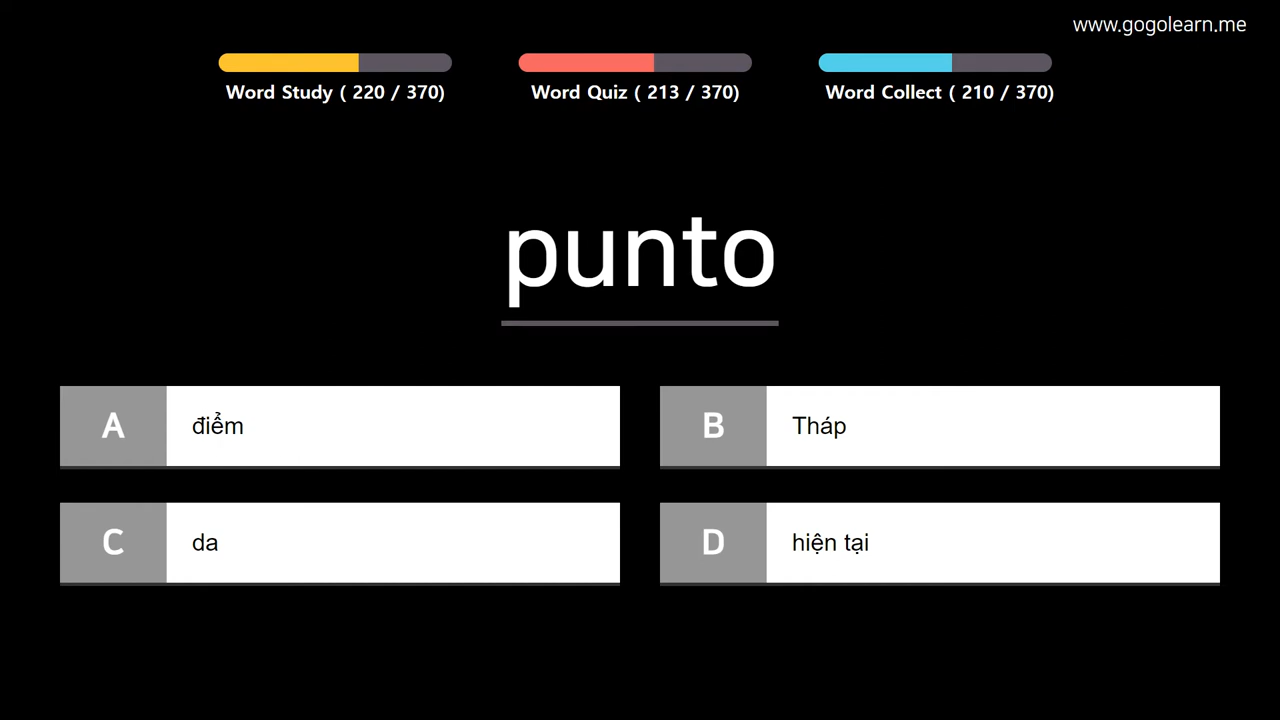 www.gogolearn.me
Word Study ( 220 / 370)
Word Quiz ( 213 / 370)
Word Collect ( 210 / 370)
punto
A điểm
B Tháp
C da
D hiện tại